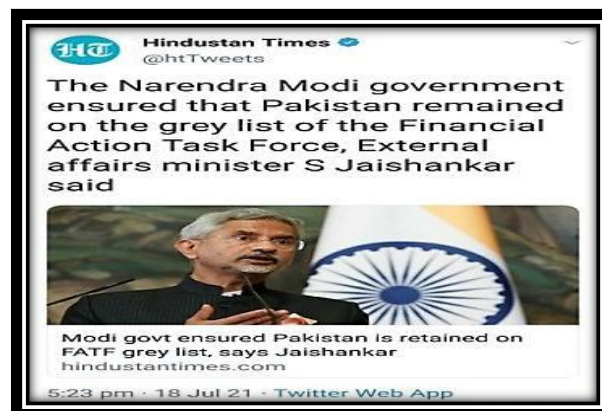 HT Hindustan Times
@htTweets
The Narendra Modi government
ensured that Pakistan remained
on the grey list of the Financial
Action Task Force, External
affairs minister S Jaishankar
said
Modi govt ensured Pakistan is retained on
FATF grey list, says Jaishankar
hindustantimes.com
5:23 pm · 18 Jul 21 · Twitter Web App